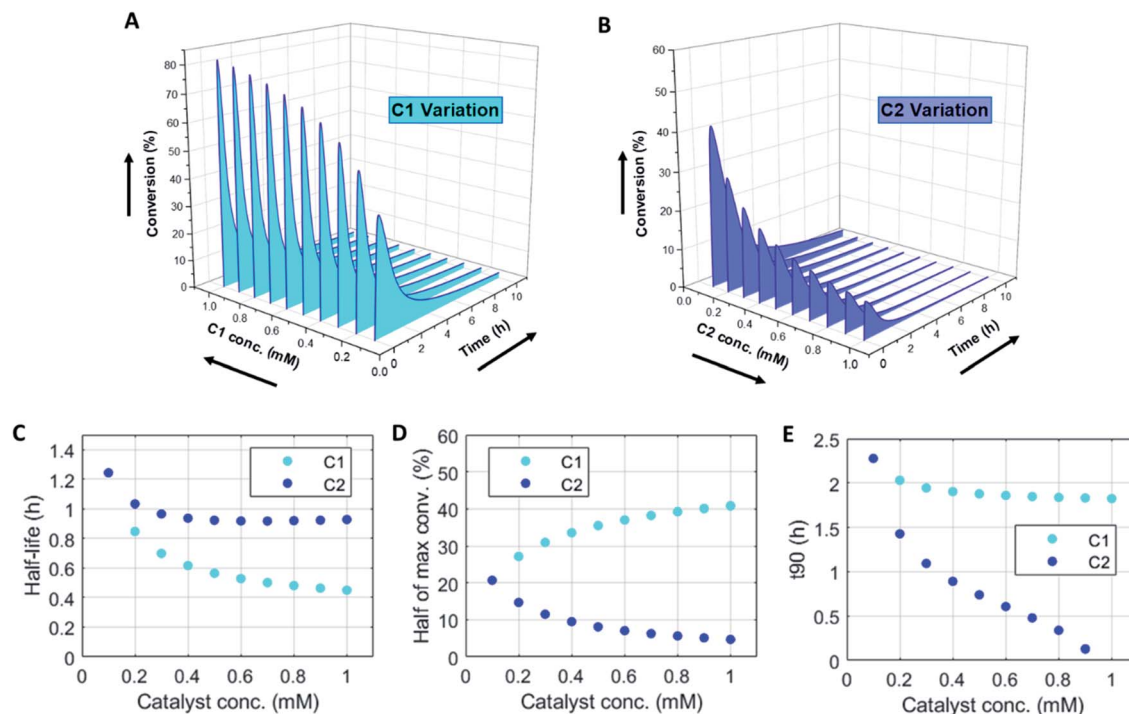 A
C1 Variation
Conversion (%)
80
70
60
50
40
30
20
10
0
1.0
0.8
0.6
0.4
0.2
0.0
C1 conc. (mM)
0
2
4
6
8
10
Time (h)
B
C2 Variation
Conversion (%)
60
50
40
30
20
10
0
0.0
0.2
0.4
0.6
0.8
1.0
C2 conc. (mM)
0
2
4
6
8
10
Time (h)
C
Half-life (h)
1.4
1.2
1
0.8
0.6
0.4
0.2
0
C1
C2
0 0.2 0.4 0.6 0.8 1
Catalyst conc. (mM)
D
Half of max conv. (%)
60
50
40
30
20
10
0
C1
C2
0 0.2 0.4 0.6 0.8 1
Catalyst conc. (mM)
E
t90 (h)
2.5
2
1.5
1
0.5
0
C1
C2
0 0.2 0.4 0.6 0.8 1
Catalyst conc. (mM)